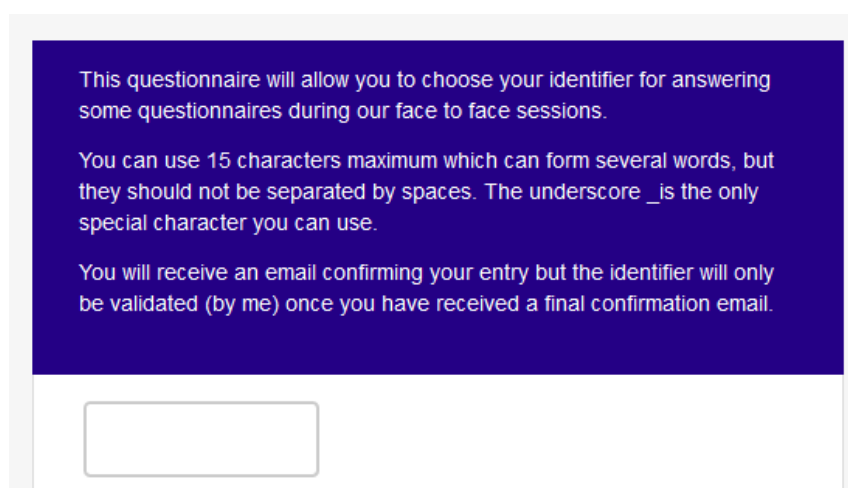 This questionnaire will allow you to choose your identifier for answering
some questionnaires during our face to face sessions.
You can use 15 characters maximum which can form several words, but
they should not be separated by spaces. The underscore _is the only
special character you can use.
You will receive an email confirming your entry but the identifier will only
be validated (by me) once you have received a final confirmation email.